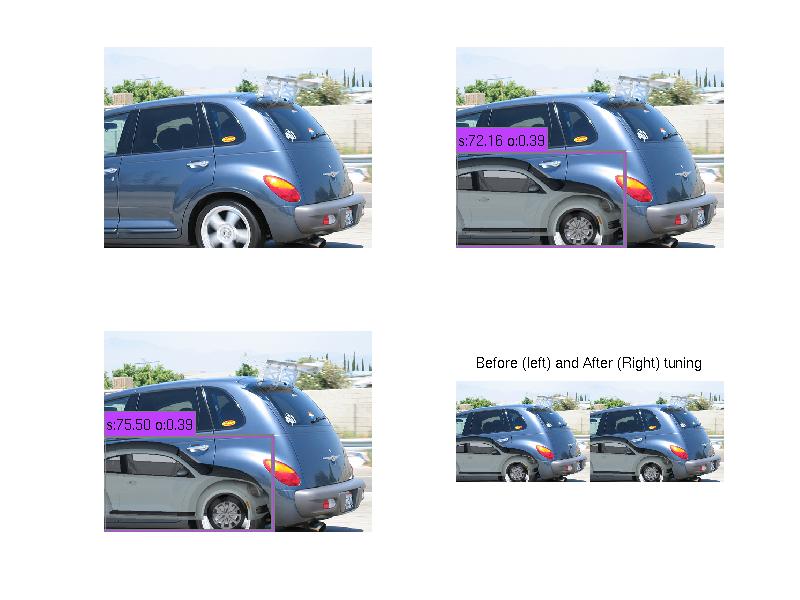 s:72.16 o:0.39
s:75.50 o:0.39
Before (left) and After (Right) tuning